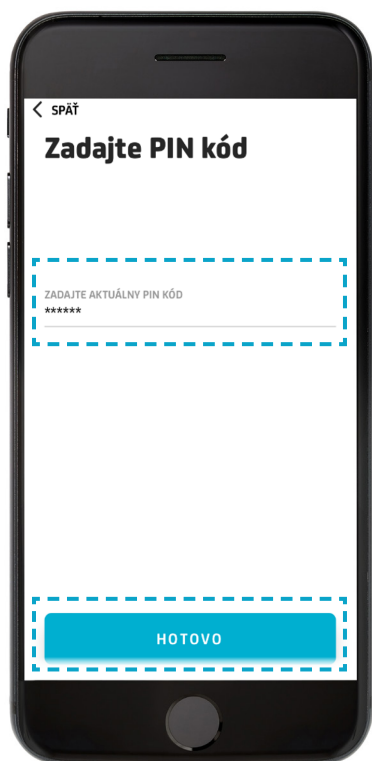 SPÄŤ
Zadajte PIN kód
ZADAJTE AKTUÁLNY PIN KÓD
******
HOTOVO